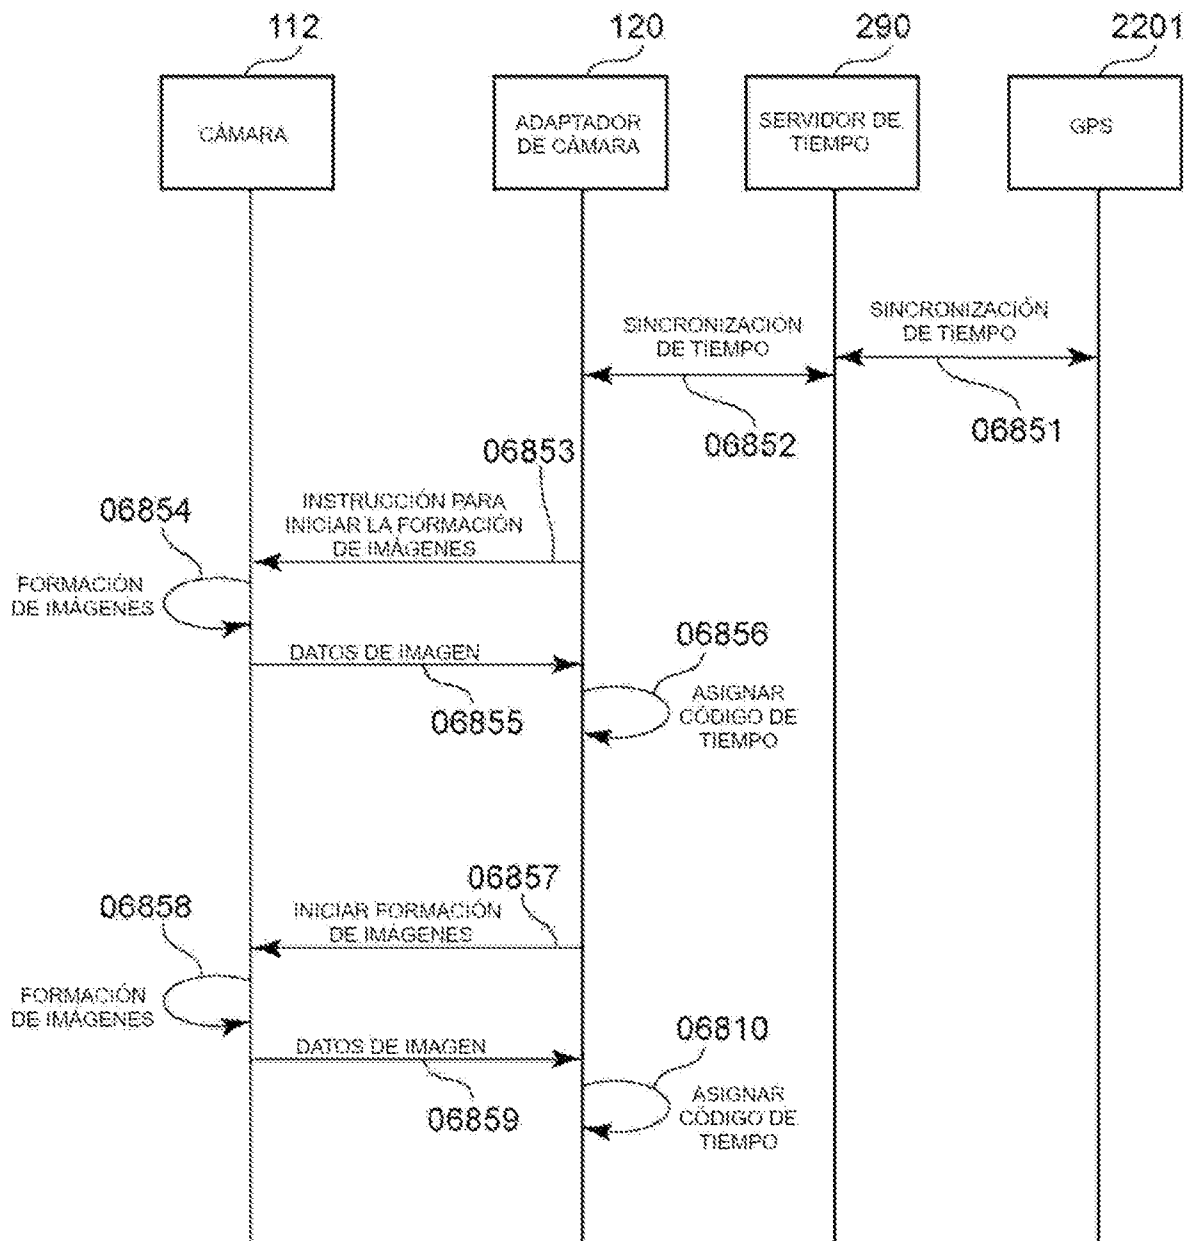 112
120
290
2201
CÁMARA
ADAPTADOR
DE CÁMARA
SERVIDOR DE
TIEMPO
GPS
SINCRONIZACIÓN
DE TIEMPO
SINCRONIZACIÓN
DE TIEMPO
06851
06852
06853
INSTRUCCIÓN PARA
INICIAR LA FORMACIÓN
DE IMÁGENES
06854
FORMACIÓN
DE IMÁGENES
DATOS DE IMAGEN
06855
06856
ASIGNAR
CÓDIGO DE
TIEMPO
06857
INICIAR FORMACIÓN
DE IMÁGENES
06858
FORMACIÓN
DE IMÁGENES
DATOS DE IMAGEN
06859
06810
ASIGNAR
CÓDIGO DE
TIEMPO